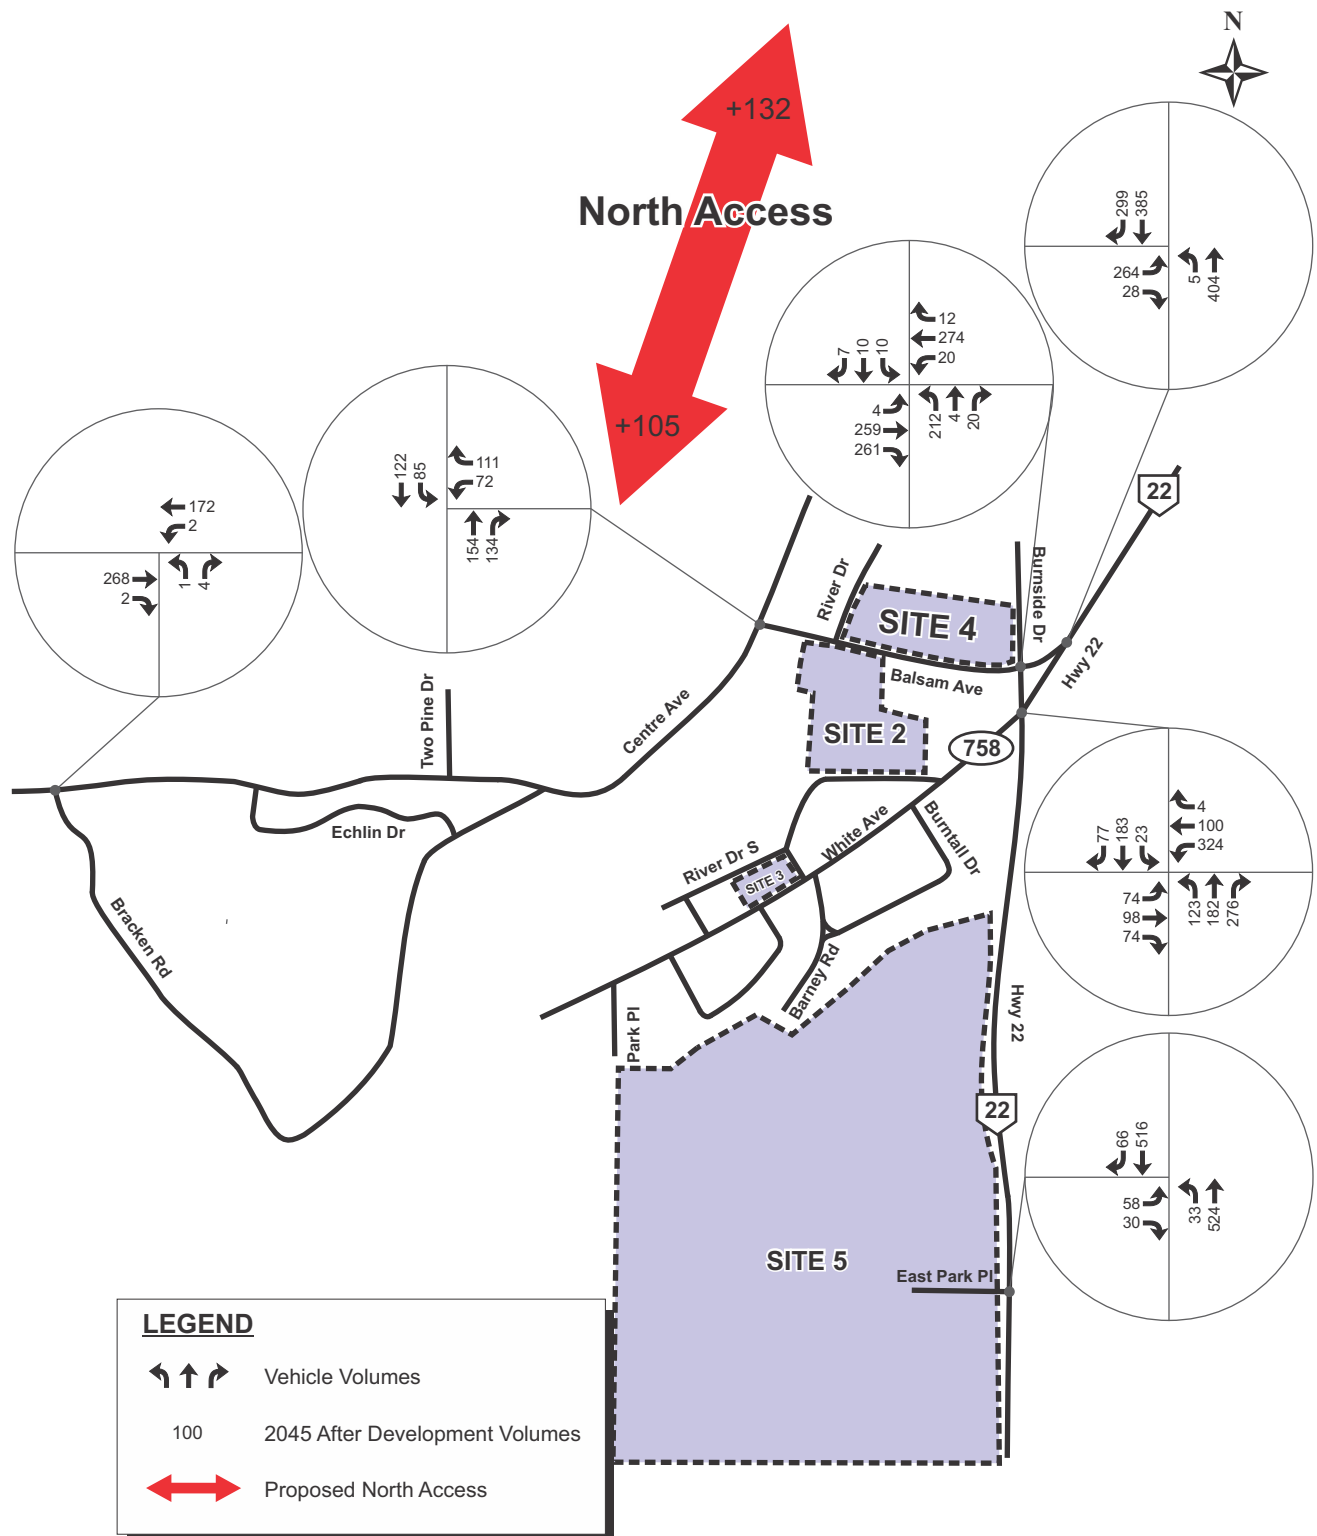 N
+132
North Access
+105
299
385
264
28
5
404
12
274
20
7
10
10
4
259
261
212
4
20
122
85
111
72
154
134
172
2
268
2
1
4
22
River Dr
SITE 4
Burnside Dr
Balsam Ave
Hwy 22
Two Pine Dr
Centre Ave
SITE 2
758
Echlin Dr
River Dr S
White Ave
Burntall Dr
SITE 3
Bracken Rd
Barney Rd
Park Pl
Hwy 22
4
100
324
77
183
23
74
98
74
123
182
276
22
66
516
58
30
33
524
SITE 5
East Park Pl
LEGEND
Vehicle Volumes
100 2045 After Development Volumes
Proposed North Access